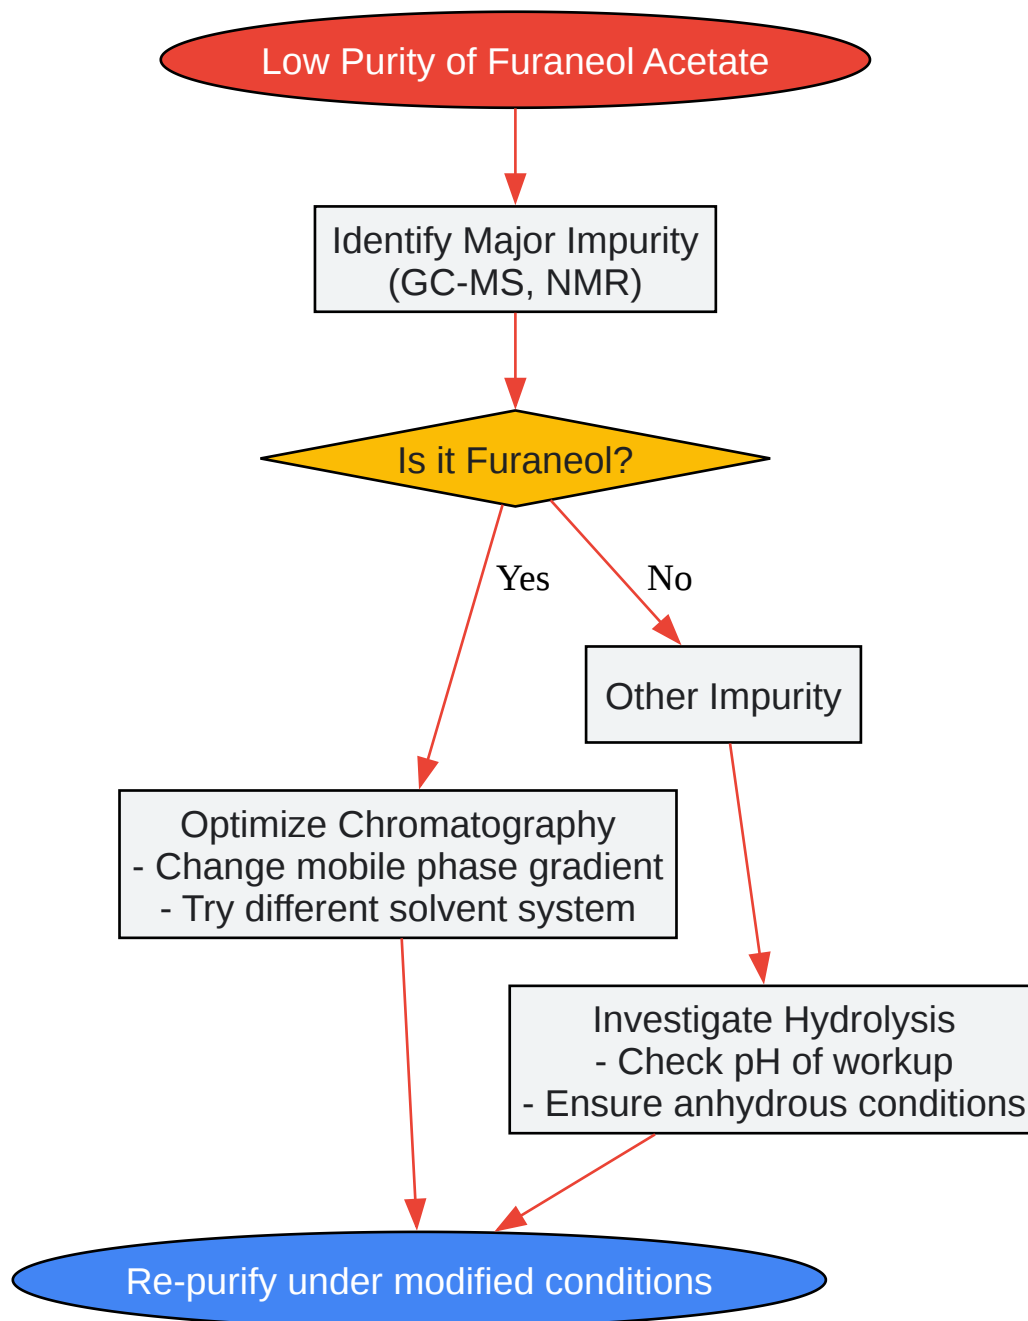 Low Purity of Furaneol Acetate
Identify Major Impurity
(GC-MS, NMR)
Is it Furaneol?
Yes
No
Other Impurity
Optimize Chromatography
- Change mobile phase gradient
- Try different solvent system
Investigate Hydrolysis
- Check pH of workup
- Ensure anhydrous conditions
Re-purify under modified conditions